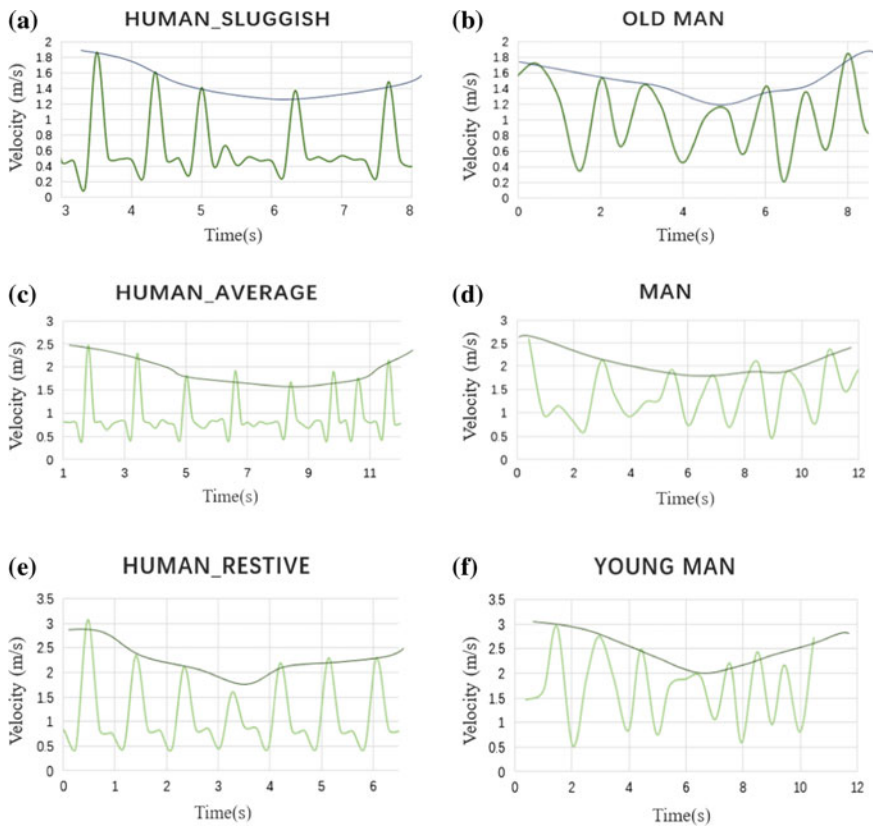 (a) HUMAN_SLUGGISH
Velocity (m/s)
2
1.8
1.6
1.4
1.2
1
0.8
0.6
0.4
0.2
0
3 4 5 6 7 8
Time(s)
(b) OLD MAN
Velocity (m/s)
2
1.8
1.6
1.4
1.2
1
0.8
0.6
0.4
0.2
0
0 2 4 6 8
Time(s)
(c) HUMAN_AVERAGE
Velocity (m/s)
3
2.5
2
1.5
1
0.5
0
1 3 5 7 9 11
Time(s)
(d) MAN
Velocity (m/s)
3
2.5
2
1.5
1
0.5
0
0 2 4 6 8 10 12
Time(s)
(e) HUMAN_RESTIVE
Velocity (m/s)
3.5
3
2.5
2
1.5
1
0.5
0
0 1 2 3 4 5 6
Time(s)
(f) YOUNG MAN
Velocity (m/s)
3.5
3
2.5
2
1.5
1
0.5
0
0 2 4 6 8 10 12
Time(s)